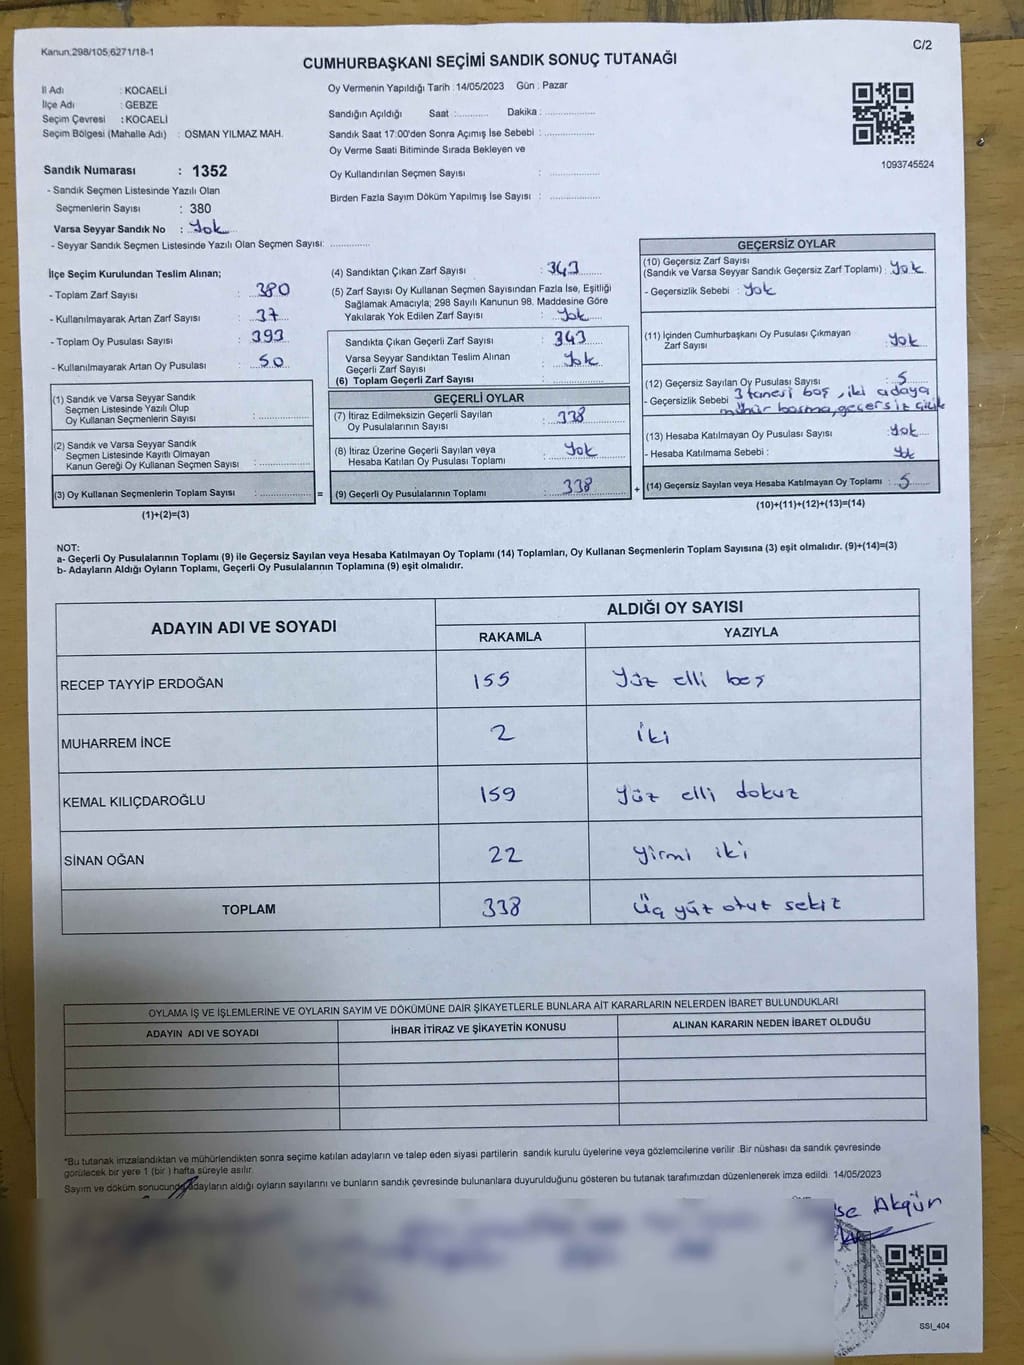 Kanun;298/105;6271/18-1
C/2
CUMHURBAŞKANI SEÇİMİ SANDIK SONUÇ TUTANAĞI
İl Adı : KOCAELİ
İlçe Adı : GEBZE
Seçim Çevresi : KOCAELİ
Seçim Bölgesi (Mahalle Adı) : OSMAN YILMAZ MAH.
Oy Vermenin Yapıldığı Tarih : 14/05/2023 Gün : Pazar
Sandığın Açıldığı Saat :........... Dakika :................
Sandık Saat 17:00'den Sonra Açımış İse Sebebi :................
Oy Verme Saati Bitiminde Sırada Bekleyen ve
Oy Kullandırılan Seçmen Sayısı :................
Birden Fazla Sayım Döküm Yapılmış İse Sayısı :................
1093745524
Sandık Numarası : 1352
- Sandık Seçmen Listesinde Yazılı Olan
Seçmenlerin Sayısı : 380
Varsa Seyyar Sandık No : Yok
- Seyyar Sandık Seçmen Listesinde Yazılı Olan Seçmen Sayısı: .............
İlçe Seçim Kurulundan Teslim Alınan;
- Toplam Zarf Sayısı : 380
- Kullanılmayarak Artan Zarf Sayısı : 37
- Toplam Oy Pusulası Sayısı : 393
- Kullanılmayarak Artan Oy Pusulası : 50
(1) Sandık ve Varsa Seyyar Sandık
Seçmen Listesinde Yazılı Olup
Oy Kullanan Seçmenlerin Sayısı :................
(2) Sandık ve Varsa Seyyar Sandık
Seçmen Listesinde Kayıtlı Olmayan
Kanun Gereği Oy Kullanan Seçmen Sayısı :................
(3) Oy Kullanan Seçmenlerin Toplam Sayısı :................ =
(1)+(2)=(3)
(4) Sandıktan Çıkan Zarf Sayısı : 343
(5) Zarf Sayısı Oy Kullanan Seçmen Sayısından Fazla İse, Eşitliği
Sağlamak Amacıyla; 298 Sayılı Kanunun 98. Maddesine Göre
Yakılarak Yok Edilen Zarf Sayısı : Yok
Sandıkta Çıkan Geçerli Zarf Sayısı : 343
Varsa Seyyar Sandıktan Teslim Alınan : Yok
Geçerli Zarf Sayısı
(6) Toplam Geçerli Zarf Sayısı :................
GEÇERLİ OYLAR
(7) İtiraz Edilmeksizin Geçerli Sayılan : 338
Oy Pusulalarının Sayısı
(8) İtiraz Üzerine Geçerli Sayılan veya : Yok
Hesaba Katılan Oy Pusulası Toplamı
(9) Geçerli Oy Pusulalarının Toplamı : 338 +
GEÇERSİZ OYLAR
(10) Geçersiz Zarf Sayısı
(Sandık ve Varsa Seyyar Sandık Geçersiz Zarf Toplamı) : Yok
- Geçersizlik Sebebi : Yok
(11) İçinden Cumhurbaşkanı Oy Pusulası Çıkmayan
Zarf Sayısı : Yok
(12) Geçersiz Sayılan Oy Pusulası Sayısı : 5
- Geçersizlik Sebebi 3 tanesi boş, iki adaya
mühür basma, geçersiz
(13) Hesaba Katılmayan Oy Pusulası Sayısı : Yok
- Hesaba Katılmama Sebebi : Yok
(14) Geçersiz Sayılan veya Hesaba Katılmayan Oy Toplamı : 5
(10)+(11)+(12)+(13)=(14)
NOT:
a- Geçerli Oy Pusulalarının Toplamı (9) ile Geçersiz Sayılan veya Hesaba Katılmayan Oy Toplamı (14) Toplamları, Oy Kullanan Seçmenlerin Toplam Sayısına (3) eşit olmalıdır. (9)+(14)=(3)
b- Adayların Aldığı Oyların Toplamı, Geçerli Oy Pusulalarının Toplamına (9) eşit olmalıdır.
ADAYIN ADI VE SOYADI
ALDIĞI OY SAYISI
RAKAMLA YAZIYLA
RECEP TAYYİP ERDOĞAN 155 Yüz elli beş
MUHARREM İNCE 2 İki
KEMAL KILIÇDAROĞLU 159 Yüz elli dokuz
SİNAN OĞAN 22 Yirmi iki
TOPLAM 338 Üç yüz otuz sekiz
OYLAMA İŞ VE İŞLEMLERİNE VE OYLARIN SAYIM VE DÖKÜMÜNE DAİR ŞİKAYETLERLE BUNLARA AİT KARARLARIN NELERDEN İBARET BULUNDUKLARI
ADAYIN ADI VE SOYADI İHBAR İTİRAZ VE ŞİKAYETİN KONUSU ALINAN KARARIN NEDEN İBARET OLDUĞU
*Bu tutanak imzalandıktan ve mühürlendikten sonra seçime katılan adayların ve talep eden siyasi partilerin sandık kurulu üyelerine veya gözlemcilerine verilir. Bir nüshası da sandık çevresinde
görülecek bir yere 1 (bir ) hafta süreyle asılır.
Sayım ve döküm sonucunda adayların aldığı oyların sayılarını ve bunların sandık çevresinde bulunanlara duyurulduğunu gösteren bu tutanak tarafımızdan düzenlenerek imza edildi. 14/05/2023
şe Akgün
SSI_404